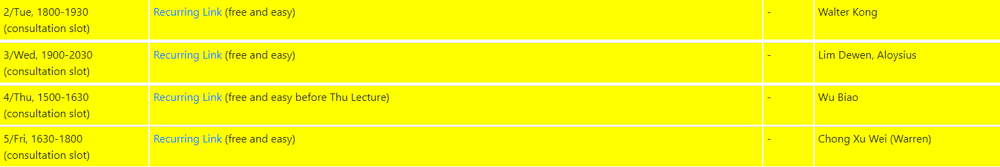 2/Tue, 1800-1930 Recurring Link (free and easy) - Walter Kong
(consultation slot)
3/Wed, 1900-2030 Recurring Link (free and easy) - Lim Dewen, Aloysius
(consultation slot)
4/Thu, 1500-1630 Recurring Link (free and easy before Thu Lecture) - Wu Biao
(consultation slot)
5/Fri, 1630-1800 Recurring Link (free and easy) - Chong Xu Wei (Warren)
(consultation slot)